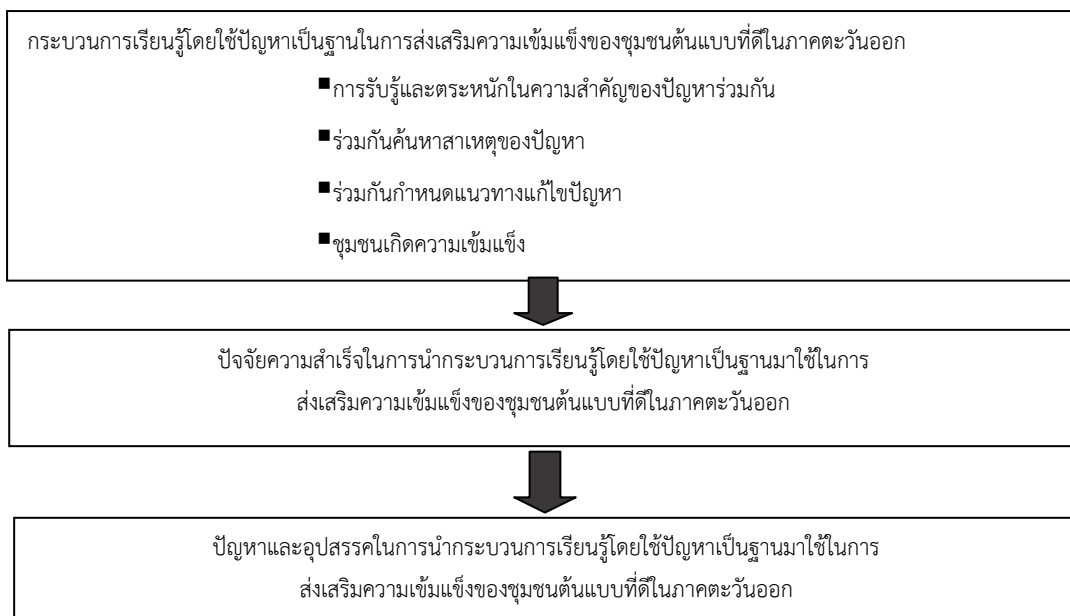 กระบวนการเรียนรู้โดยใช้ปัญหาเป็นฐานในการส่งเสริมความเข้มแข็งของชุมชนต้นแบบที่ดีในภาคตะวันออก
▪การรับรู้และตระหนักในความสำคัญของปัญหาร่วมกัน
▪ร่วมกันค้นหาสาเหตุของปัญหา
▪ร่วมกันกำหนดแนวทางแก้ไขปัญหา
▪ชุมชนเกิดความเข้มแข็ง
ปัจจัยความสำเร็จในการนำกระบวนการเรียนรู้โดยใช้ปัญหาเป็นฐานมาใช้ในการ
ส่งเสริมความเข้มแข็งของชุมชนต้นแบบที่ดีในภาคตะวันออก
ปัญหาและอุปสรรคในการนำกระบวนการเรียนรู้โดยใช้ปัญหาเป็นฐานมาใช้ในการ
ส่งเสริมความเข้มแข็งของชุมชนต้นแบบที่ดีในภาคตะวันออก